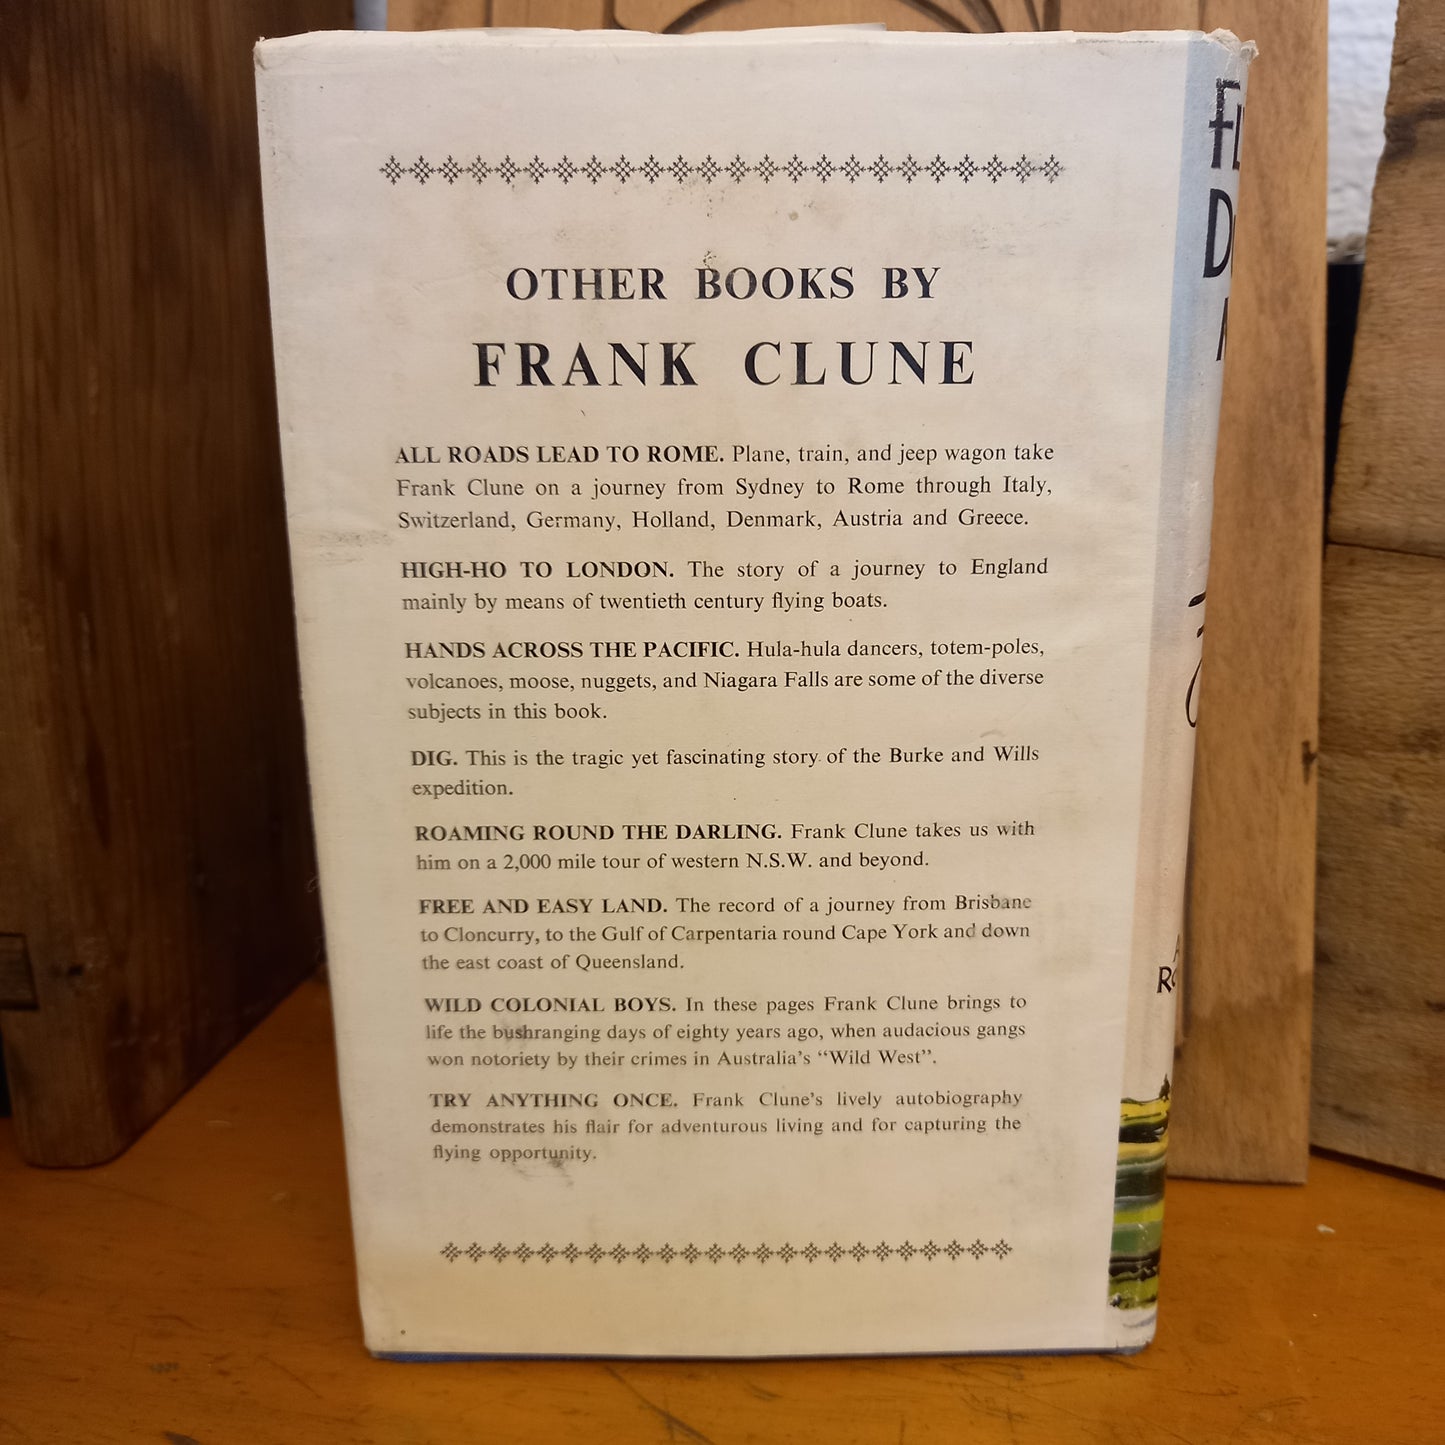 OTHER BOOKS BY
FRANK CLUNE
ALL ROADS LEAD TO ROME. Plane, train, and jeep wagon take
Frank Clune on a journey from Sydney to Rome through Italy,
Switzerland, Germany, Holland, Denmark, Austria and Greece.
HIGH-HO TO LONDON. The story of a journey to England
mainly by means of twentieth century flying boats.
HANDS ACROSS THE PACIFIC. Hula-hula dancers, totem-poles,
volcanoes, moose, nuggets, and Niagara Falls are some of the diverse
subjects in this book.
DIG. This is the tragic yet fascinating story of the Burke and Wills
expedition.
ROAMING ROUND THE DARLING. Frank Clune takes us with
him on a 2,000 mile tour of western N.S.W. and beyond.
FREE AND EASY LAND. The record of a journey from Brisbane
to Cloncurry, to the Gulf of Carpentaria round Cape York and down
the east coast of Queensland.
WILD COLONIAL BOYS. In these pages Frank Clune brings to
life the bushranging days of eighty years ago, when audacious gangs
won notoriety by their crimes in Australia's "Wild West".
TRY ANYTHING ONCE. Frank Clune's lively autobiography
demonstrates his flair for adventurous living and for capturing the
flying opportunity.